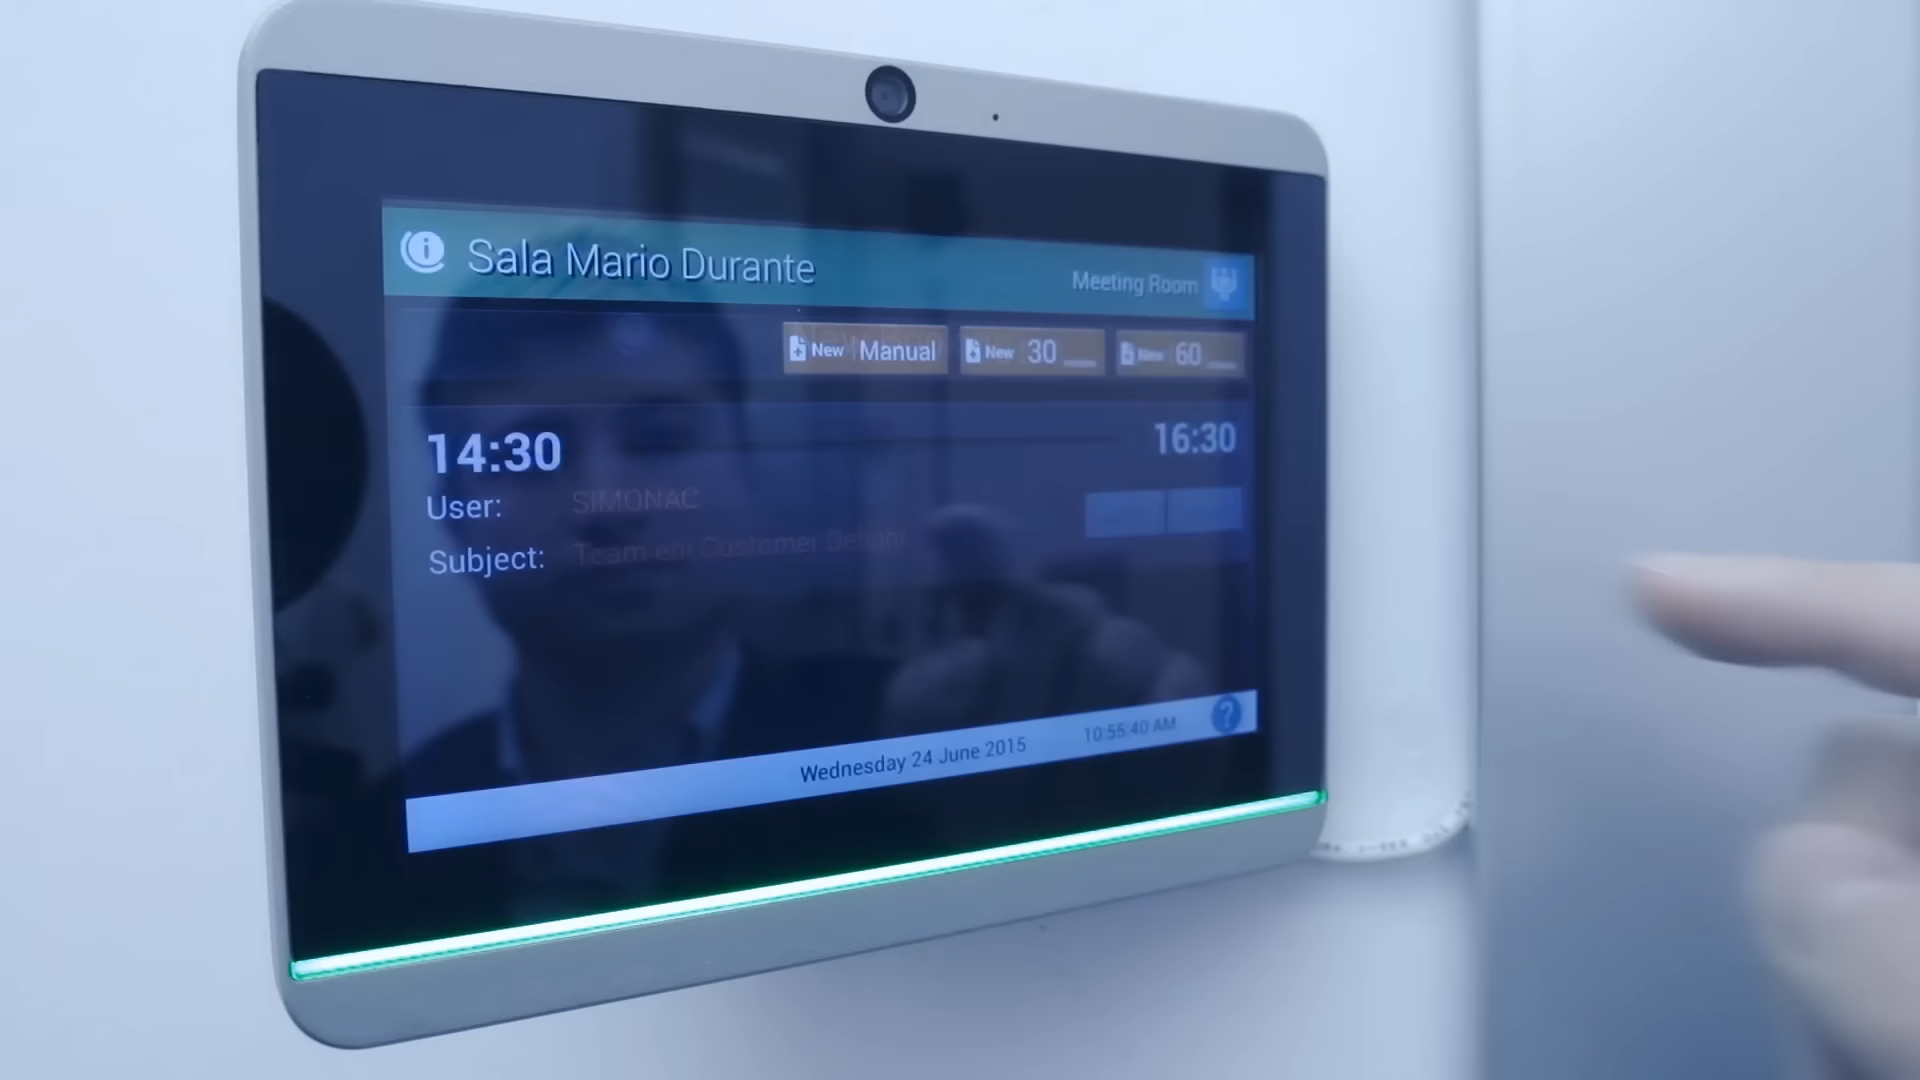 Sala Mario Durante
Meeting Room
New Manual
New 30
New 60
14:30
16:30
User: SIMONAC
Subject: Team Customer Delight
Wednesday 24 June 2015
10:55:40 AM
?